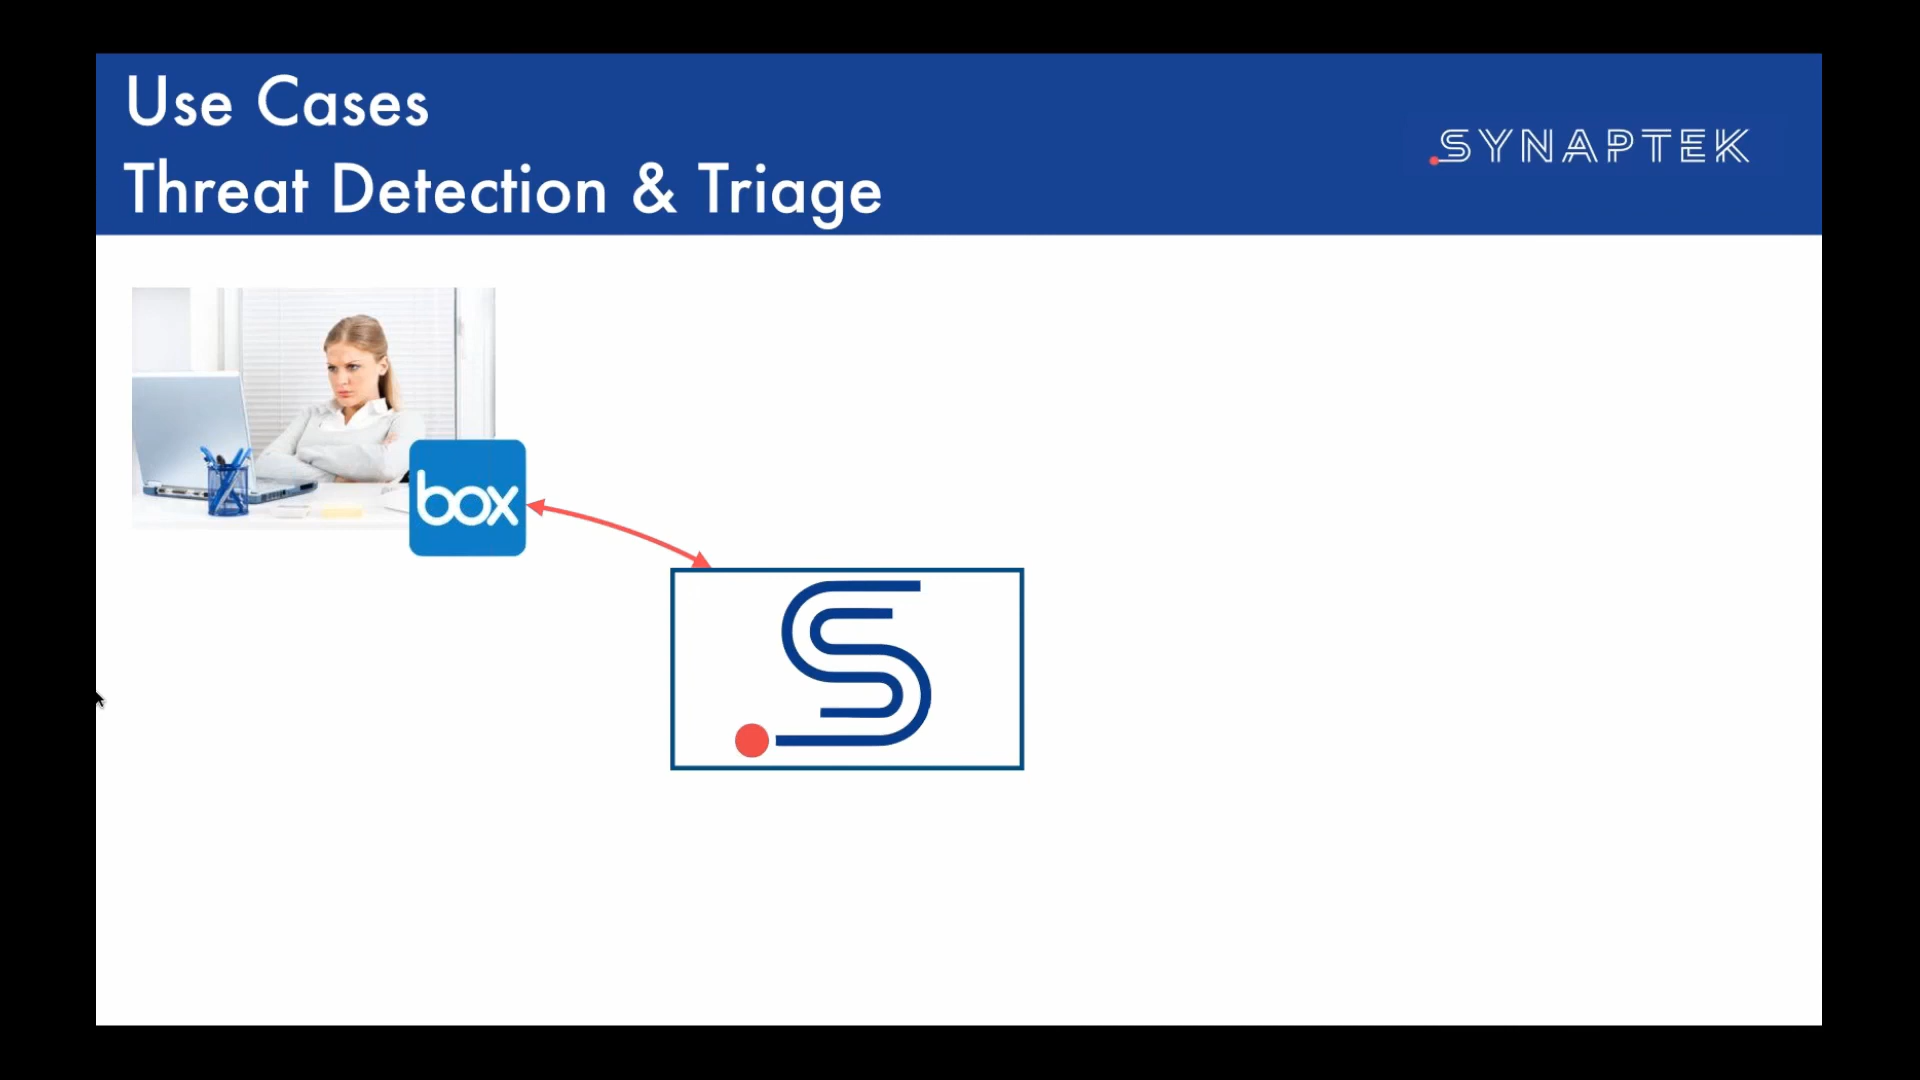 Use Cases
Threat Detection & Triage
SYNAPTEK
box